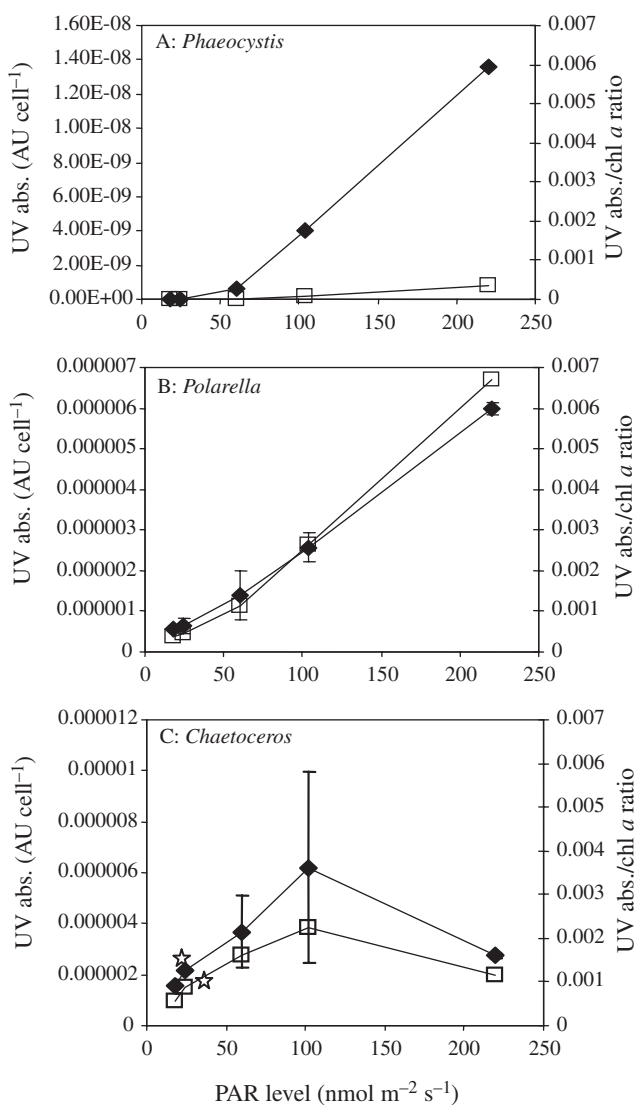 A: Phaeocystis
UV abs. (AU cell⁻¹)
1.60E-08
1.40E-08
1.20E-08
1.00E-08
8.00E-09
6.00E-09
4.00E-09
2.00E-09
0.00E+00
0.007
0.006
0.005
0.004
0.003
0.002
0.001
0
UV abs./chl a ratio
0 50 100 150 200 250
B: Polarella
UV abs. (AU cell⁻¹)
0.000007
0.000006
0.000005
0.000004
0.000003
0.000002
0.000001
0
0.007
0.006
0.005
0.004
0.003
0.002
0.001
0
UV abs./chl a ratio
0 50 100 150 200 250
C: Chaetoceros
UV abs. (AU cell⁻¹)
0.000012
0.00001
0.000008
0.000006
0.000004
0.000002
0
0.007
0.006
0.005
0.004
0.003
0.002
0.001
0
UV abs./chl a ratio
0 50 100 150 200 250
PAR level (nmol m⁻² s⁻¹)